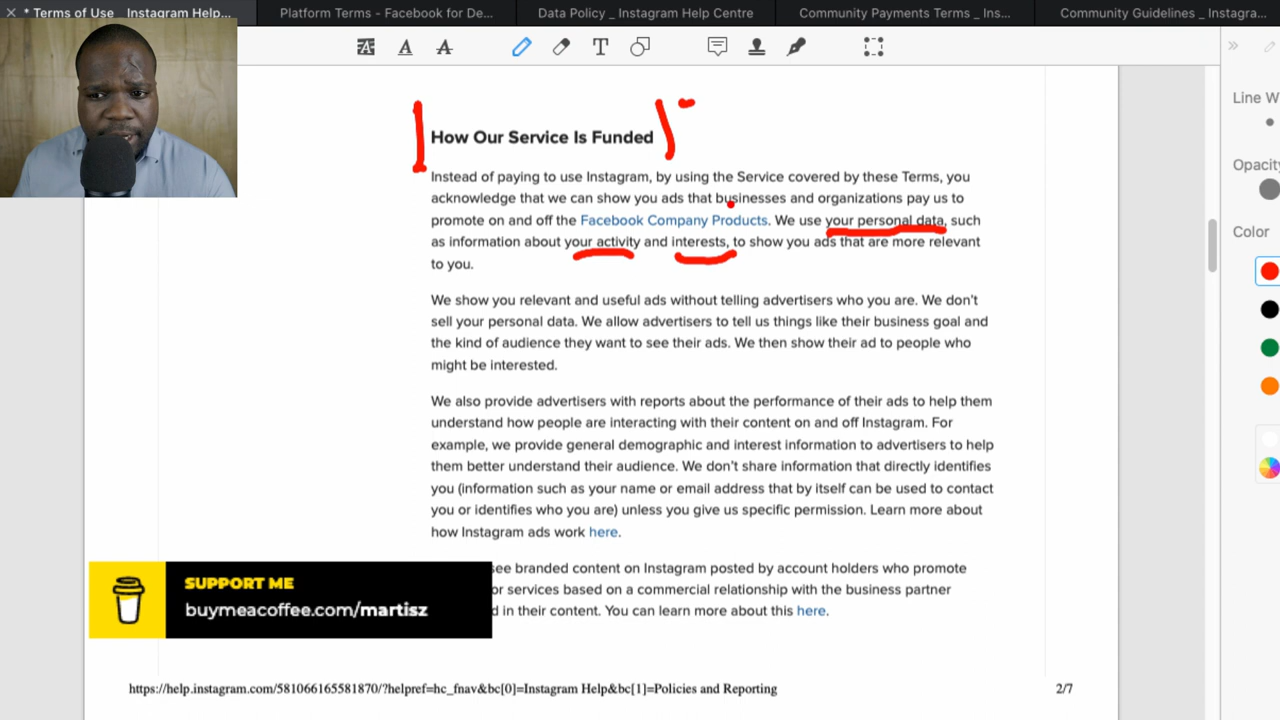 * Terms of Use _ Instagram Help...
Platform Terms - Facebook for De...
Data Policy _ Instagram Help Centre
Community Payments Terms _ Ins...
Community Guidelines _ Instagra...
A A A T
Line W
Opacity
Color
How Our Service Is Funded
Instead of paying to use Instagram, by using the Service covered by these Terms, you
acknowledge that we can show you ads that businesses and organizations pay us to
promote on and off the Facebook Company Products. We use your personal data, such
as information about your activity and interests, to show you ads that are more relevant
to you.
We show you relevant and useful ads without telling advertisers who you are. We don't
sell your personal data. We allow advertisers to tell us things like their business goal and
the kind of audience they want to see their ads. We then show their ad to people who
might be interested.
We also provide advertisers with reports about the performance of their ads to help them
understand how people are interacting with their content on and off Instagram. For
example, we provide general demographic and interest information to advertisers to help
them better understand their audience. We don't share information that directly identifies
you (information such as your name or email address that by itself can be used to contact
you or identifies who you are) unless you give us specific permission. Learn more about
how Instagram ads work here.
see branded content on Instagram posted by account holders who promote
or services based on a commercial relationship with the business partner
d in their content. You can learn more about this here.
SUPPORT ME
buymeacoffee.com/martisz
https://help.instagram.com/581066165581870/?helpref=hc_fnav&bc[0]=Instagram Help&bc[1]=Policies and Reporting
2/7